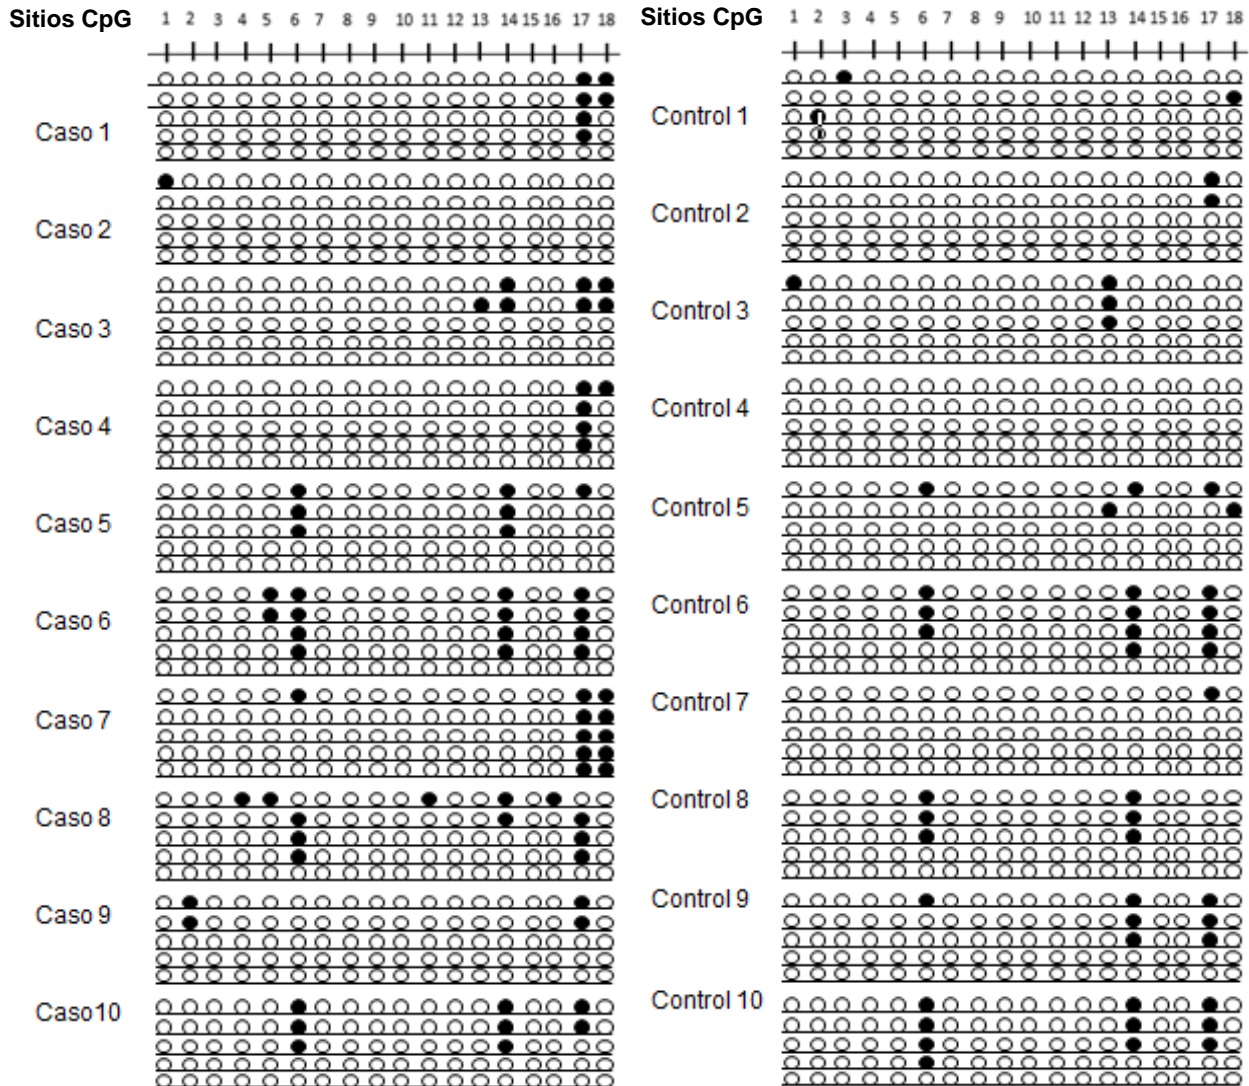 Sitios CpG 1 2 3 4 5 6 7 8 9 10 11 12 13 14 15 16 17 18
Caso 1
Caso 2
Caso 3
Caso 4
Caso 5
Caso 6
Caso 7
Caso 8
Caso 9
Caso10
Sitios CpG 1 2 3 4 5 6 7 8 9 10 11 12 13 14 15 16 17 18
Control 1
Control 2
Control 3
Control 4
Control 5
Control 6
Control 7
Control 8
Control 9
Control 10